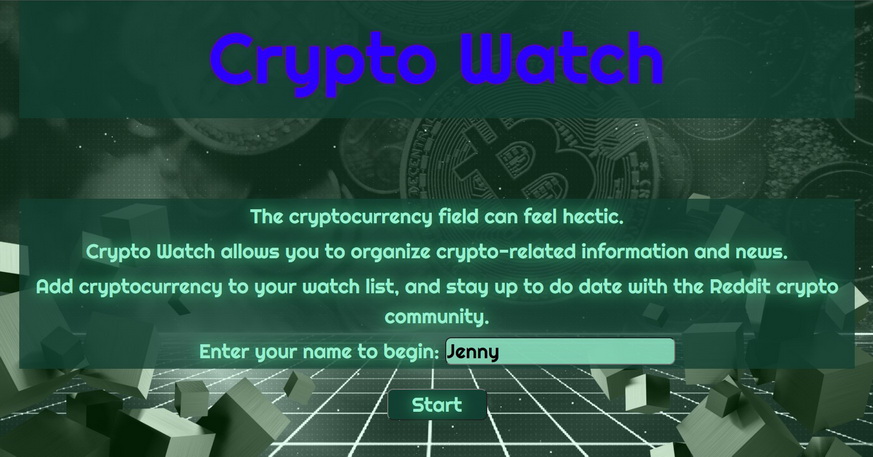 Crypto Watch
The cryptocurrency field can feel hectic.
Crypto Watch allows you to organize crypto-related information and news.
Add cryptocurrency to your watch list, and stay up to do date with the Reddit crypto
community.
Enter your name to begin: Jenny
Start